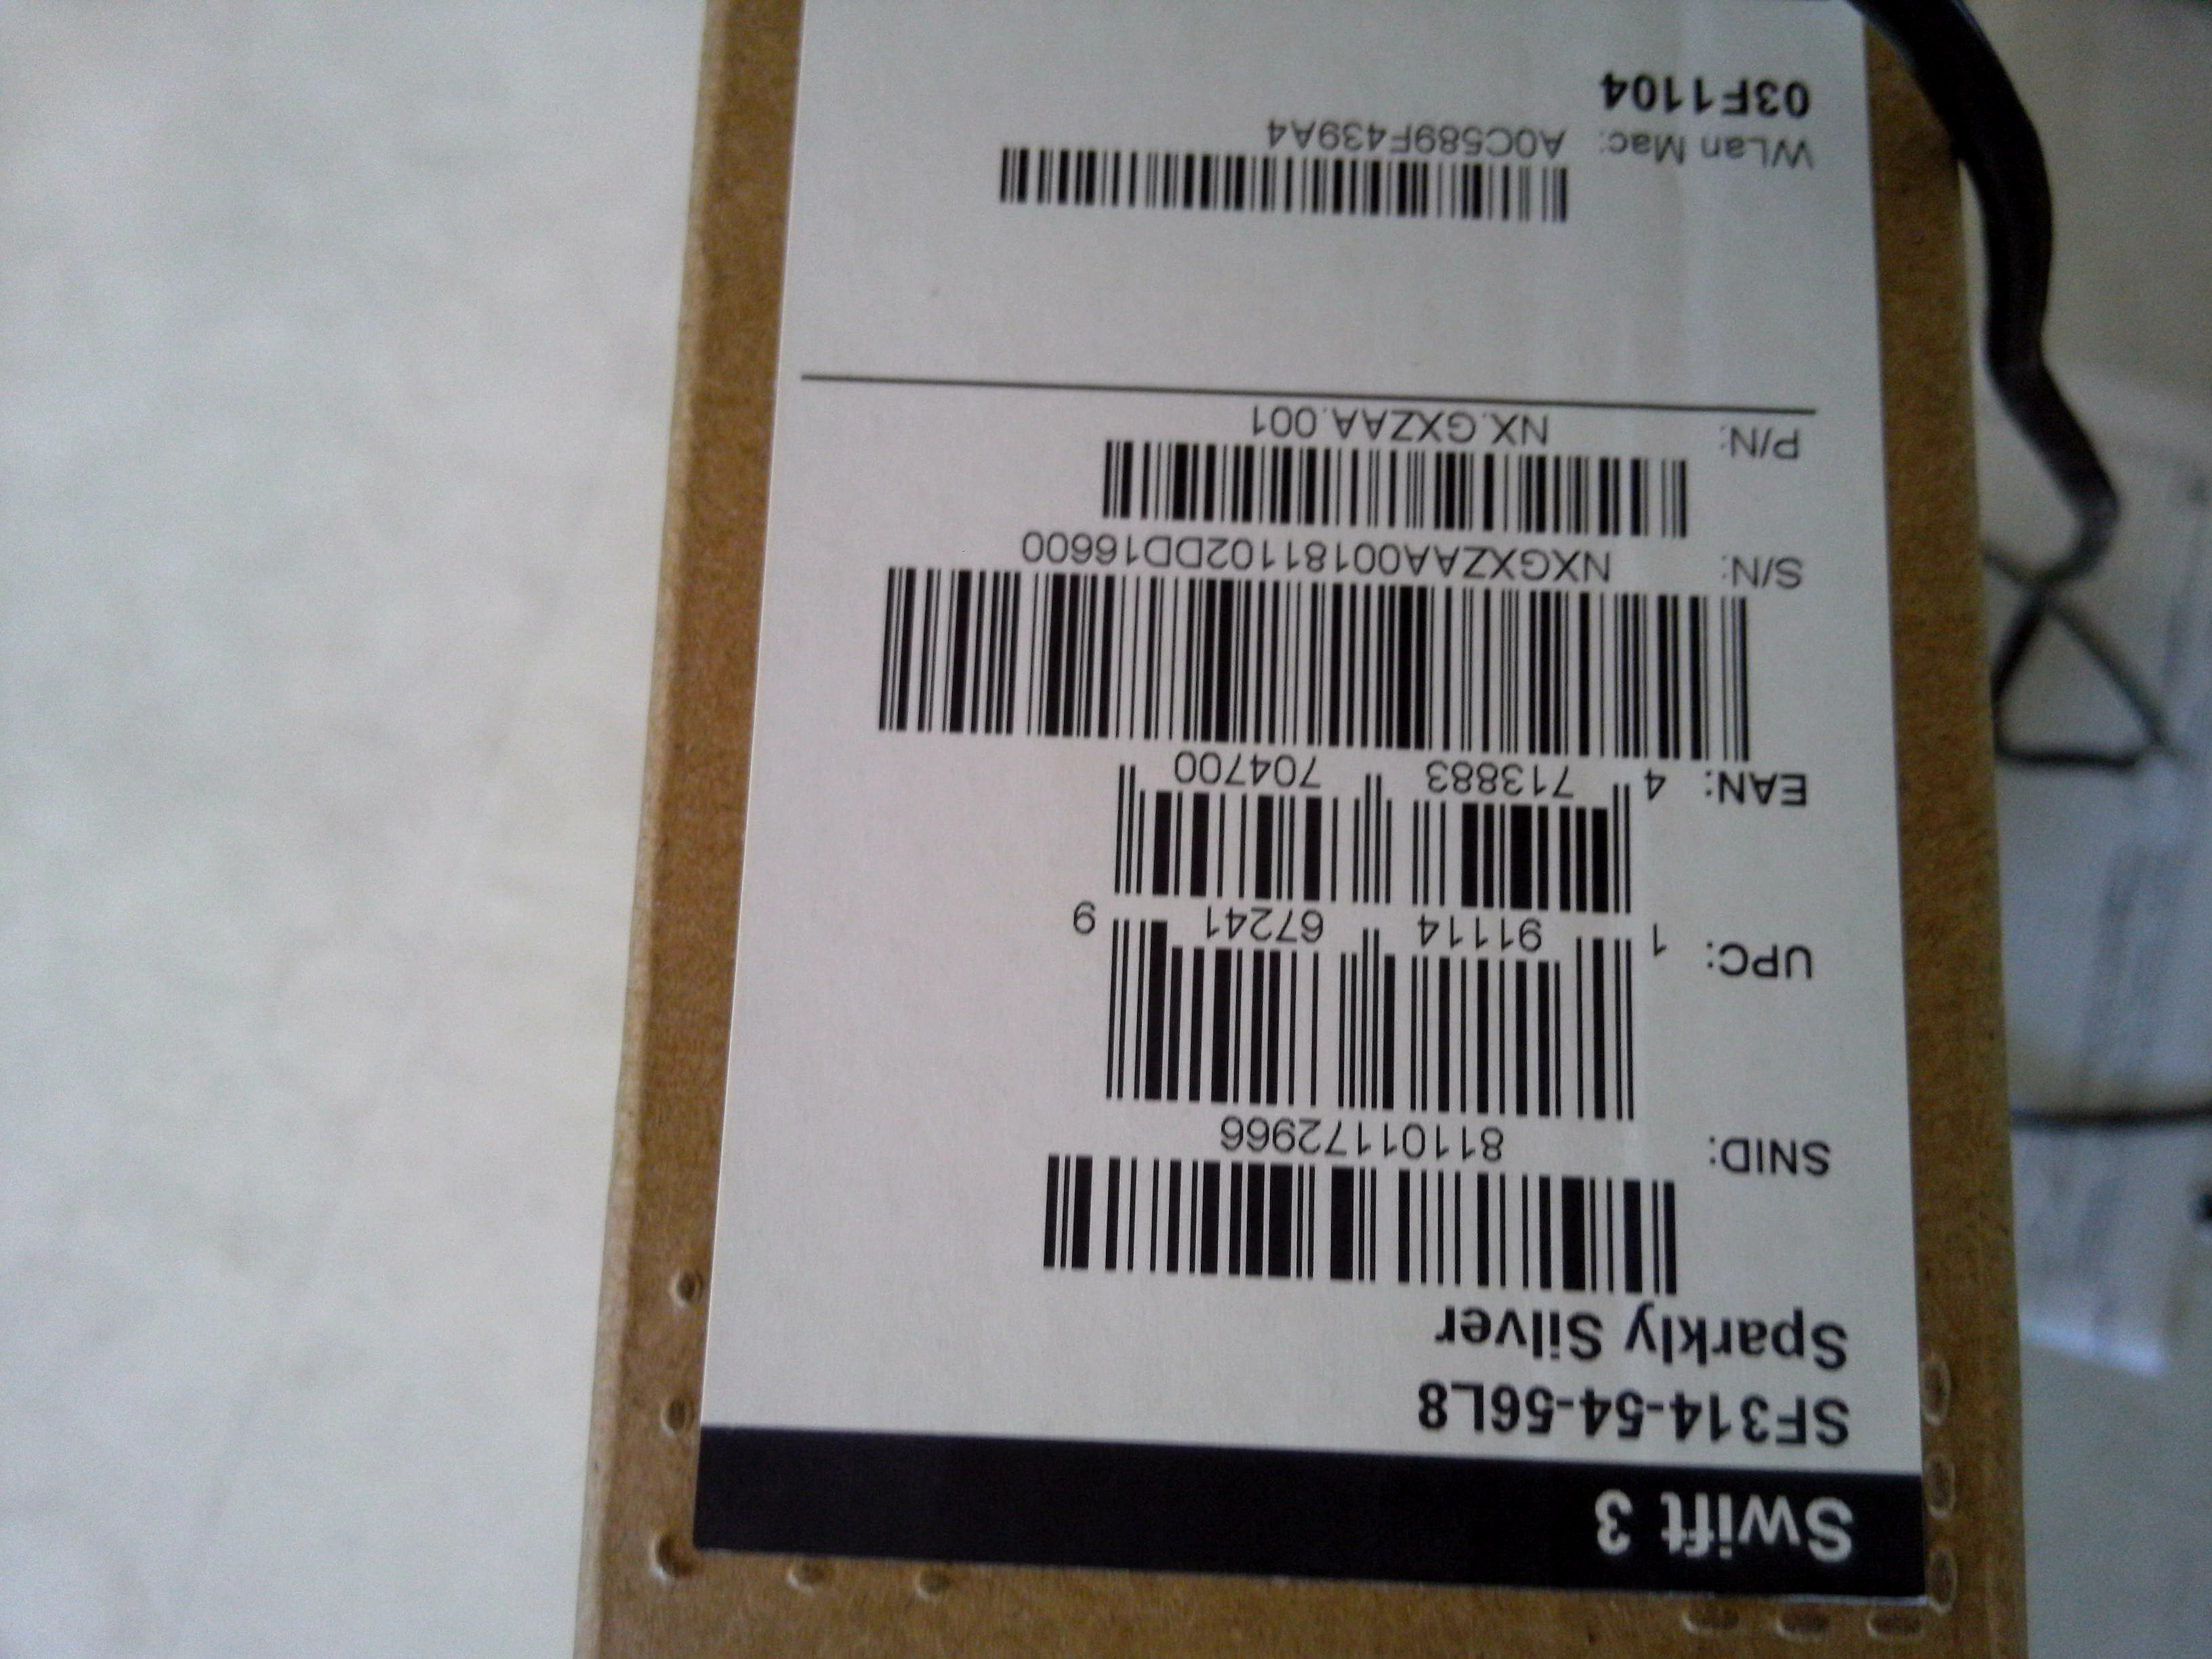 Swift 3
SF314-54-56L8
Sparkly Silver
SNID: 81101172966
UPC: 1 91114 67241 9
EAN: 4 713883 704700
S/N: NXGXZAA00181102DD16600
P/N: NX.GXZAA.001
WLan Mac: A0C589F439A4
03F1104